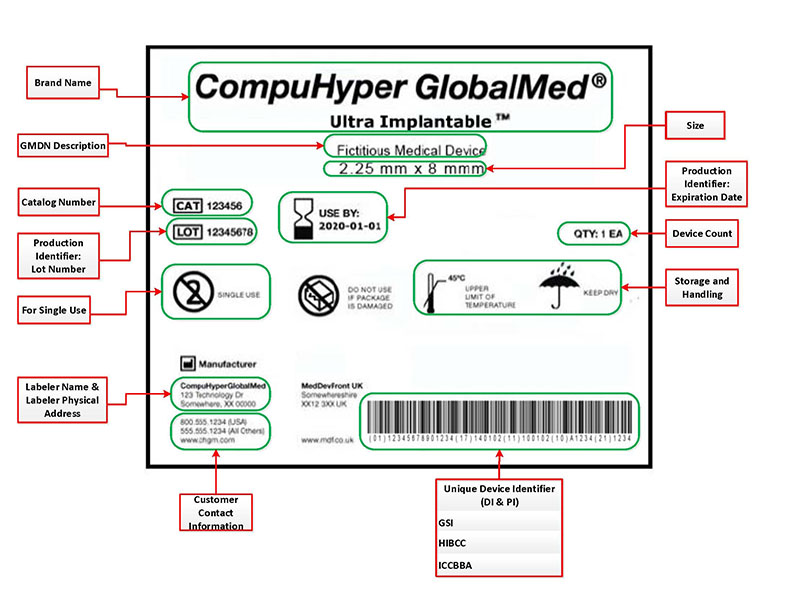 CompuHyper GlobalMed®
Ultra Implantable™
Fictitious Medical Device
2.25 mm x 8 mmm
Brand Name
GMDN Description
Size
Production
Identifier:
Expiration Date
Catalog Number
CAT 123456
USE BY:
2020-01-01
Production
Identifier:
Lot Number
LOT 12345678
QTY: 1 EA
Device Count
For Single Use
SINGLE USE
DO NOT USE
IF PACKAGE
IS DAMAGED
45°C
UPPER
LIMIT OF
TEMPERATURE
KEEP DRY
Storage and
Handling
Manufacturer
Labeler Name &
Labeler Physical
Address
CompuHyperGlobalMed
123 Technology Dr
Somewhere, XX 00000
800.555.1234 (USA)
555.555.1234 (All Others)
www.chgm.com
MedDevFront UK
Somewhereshire
XX12 3XX UK
www.mdf.co.uk
(01)12345678901234(17)140102(11)100102(10)A1234(21)1234
Customer
Contact
Information
Unique Device Identifier
(DI & PI)
GSI
HIBCC
ICCBBA